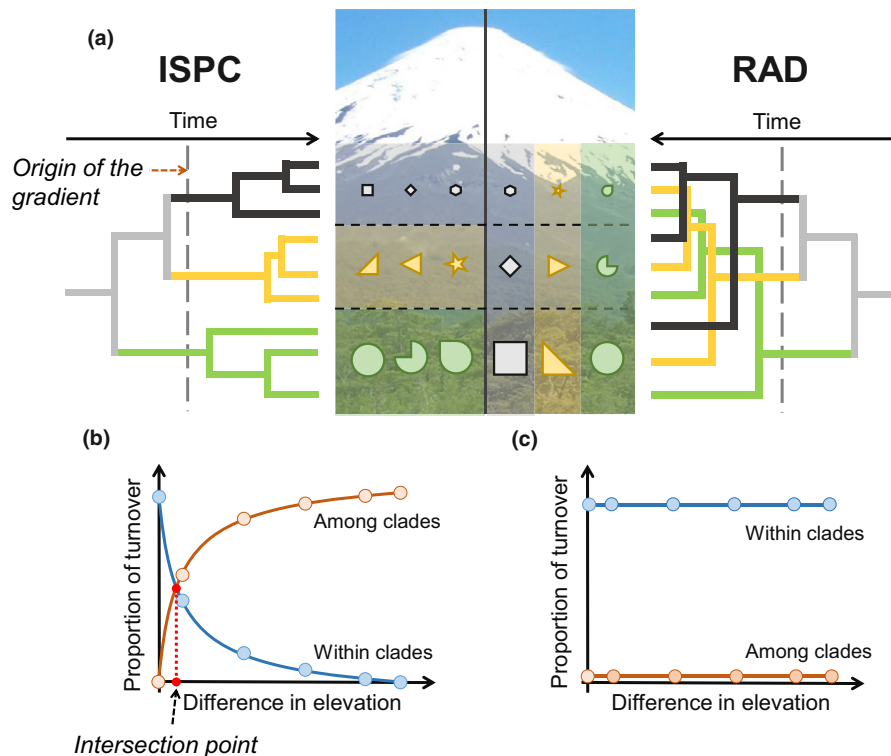 (a)
ISPC
RAD
Time
Time
Origin of the
gradient
(b)
(c)
Proportion of turnover
Among clades
Within clades
Difference in elevation
Intersection point
Proportion of turnover
Within clades
Among clades
Difference in elevation